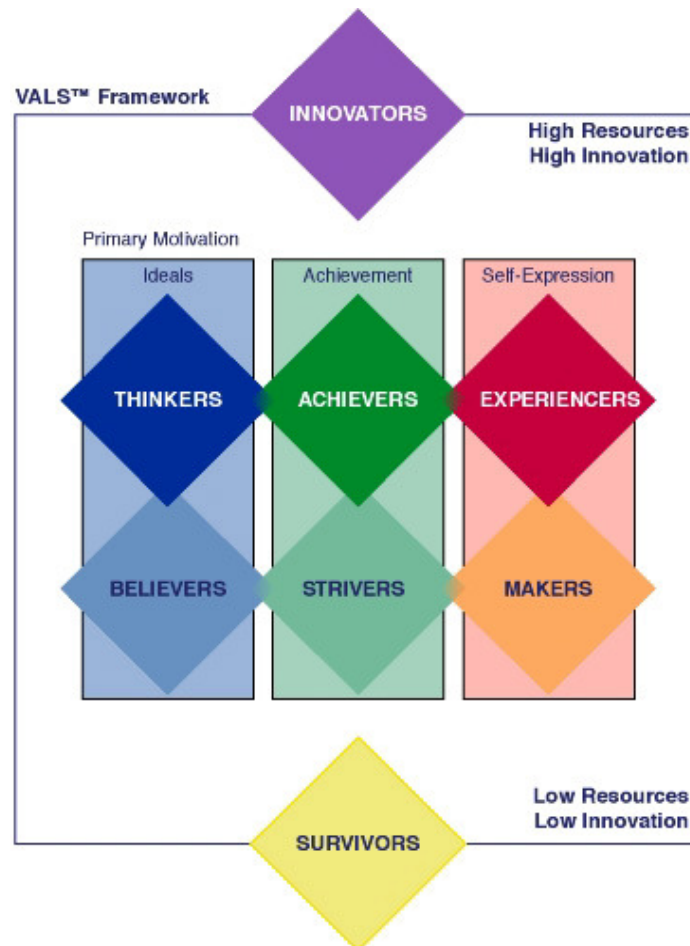 VALS™ Framework
INNOVATORS
High Resources
High Innovation
Primary Motivation
Ideals
Achievement
Self-Expression
THINKERS
ACHIEVERS
EXPERIENCERS
BELIEVERS
STRIVERS
MAKERS
Low Resources
Low Innovation
SURVIVORS